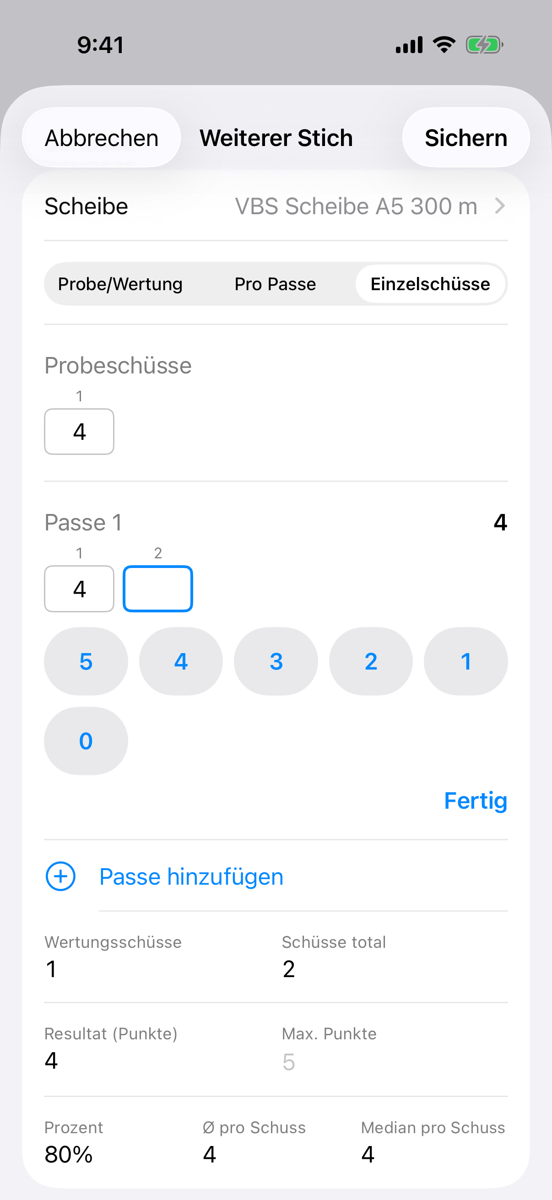 9:41
Abbrechen Weiterer Stich Sichern
Scheibe VBS Scheibe A5 300 m
Probe/Wertung Pro Passe Einzelschüsse
Probeschüsse
1
4
Passe 1 4
1 2
4
5 4 3 2 1
0
Fertig
Passe hinzufügen
Wertungsschüsse Schüsse total
1 2
Resultat (Punkte) Max. Punkte
4 5
Prozent Ø pro Schuss Median pro Schuss
80% 4 4